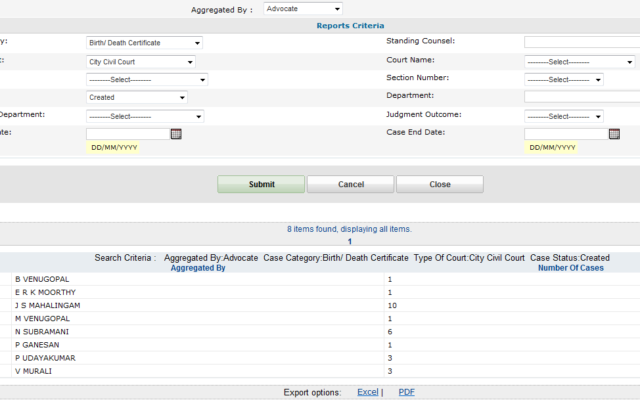 Aggregated By : Advocate
Reports Criteria
y: Birth/ Death Certificate Standing Counsel:
t: City Civil Court Court Name: ---------Select---------
---------Select--------- Section Number: ---------Select---------
Created Department:
Department: ---------Select--------- Judgment Outcome: ---------Select---------
ate: Case End Date:
DD/MM/YYYY DD/MM/YYYY
Submit Cancel Close
8 items found, displaying all items.
1
Search Criteria : Aggregated By:Advocate Case Category:Birth/ Death Certificate Type Of Court:City Civil Court Case Status:Created
Aggregated By Number Of Cases
B VENUGOPAL 1
E R K MOORTHY 1
J S MAHALINGAM 10
M VENUGOPAL 1
N SUBRAMANI 6
P GANESAN 1
P UDAYAKUMAR 3
V MURALI 3
Export options: Excel | PDF